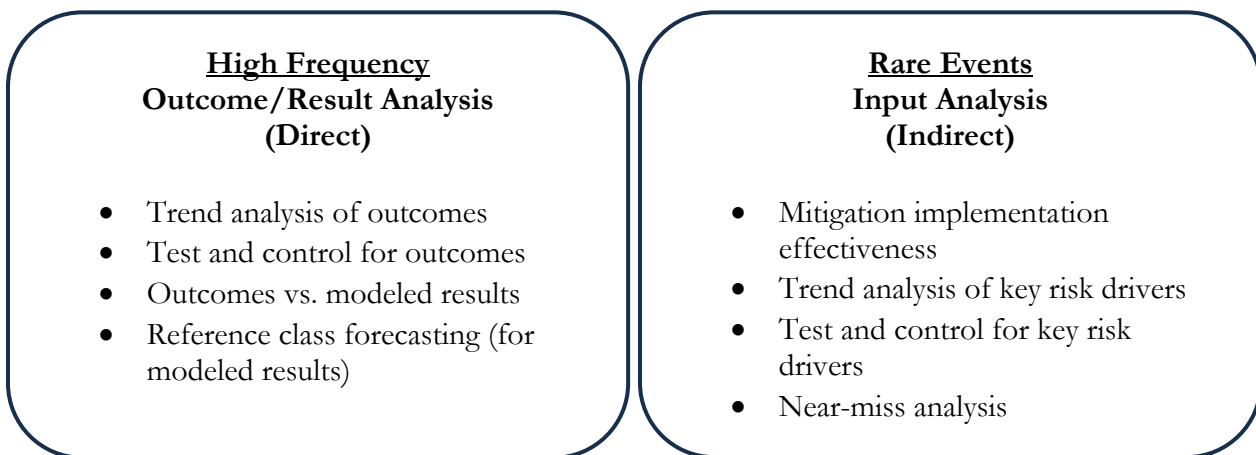 High Frequency
Outcome/Result Analysis
(Direct)
• Trend analysis of outcomes
• Test and control for outcomes
• Outcomes vs. modeled results
• Reference class forecasting (for
modeled results)
Rare Events
Input Analysis
(Indirect)
• Mitigation implementation
effectiveness
• Trend analysis of key risk drivers
• Test and control for key risk
drivers
• Near-miss analysis